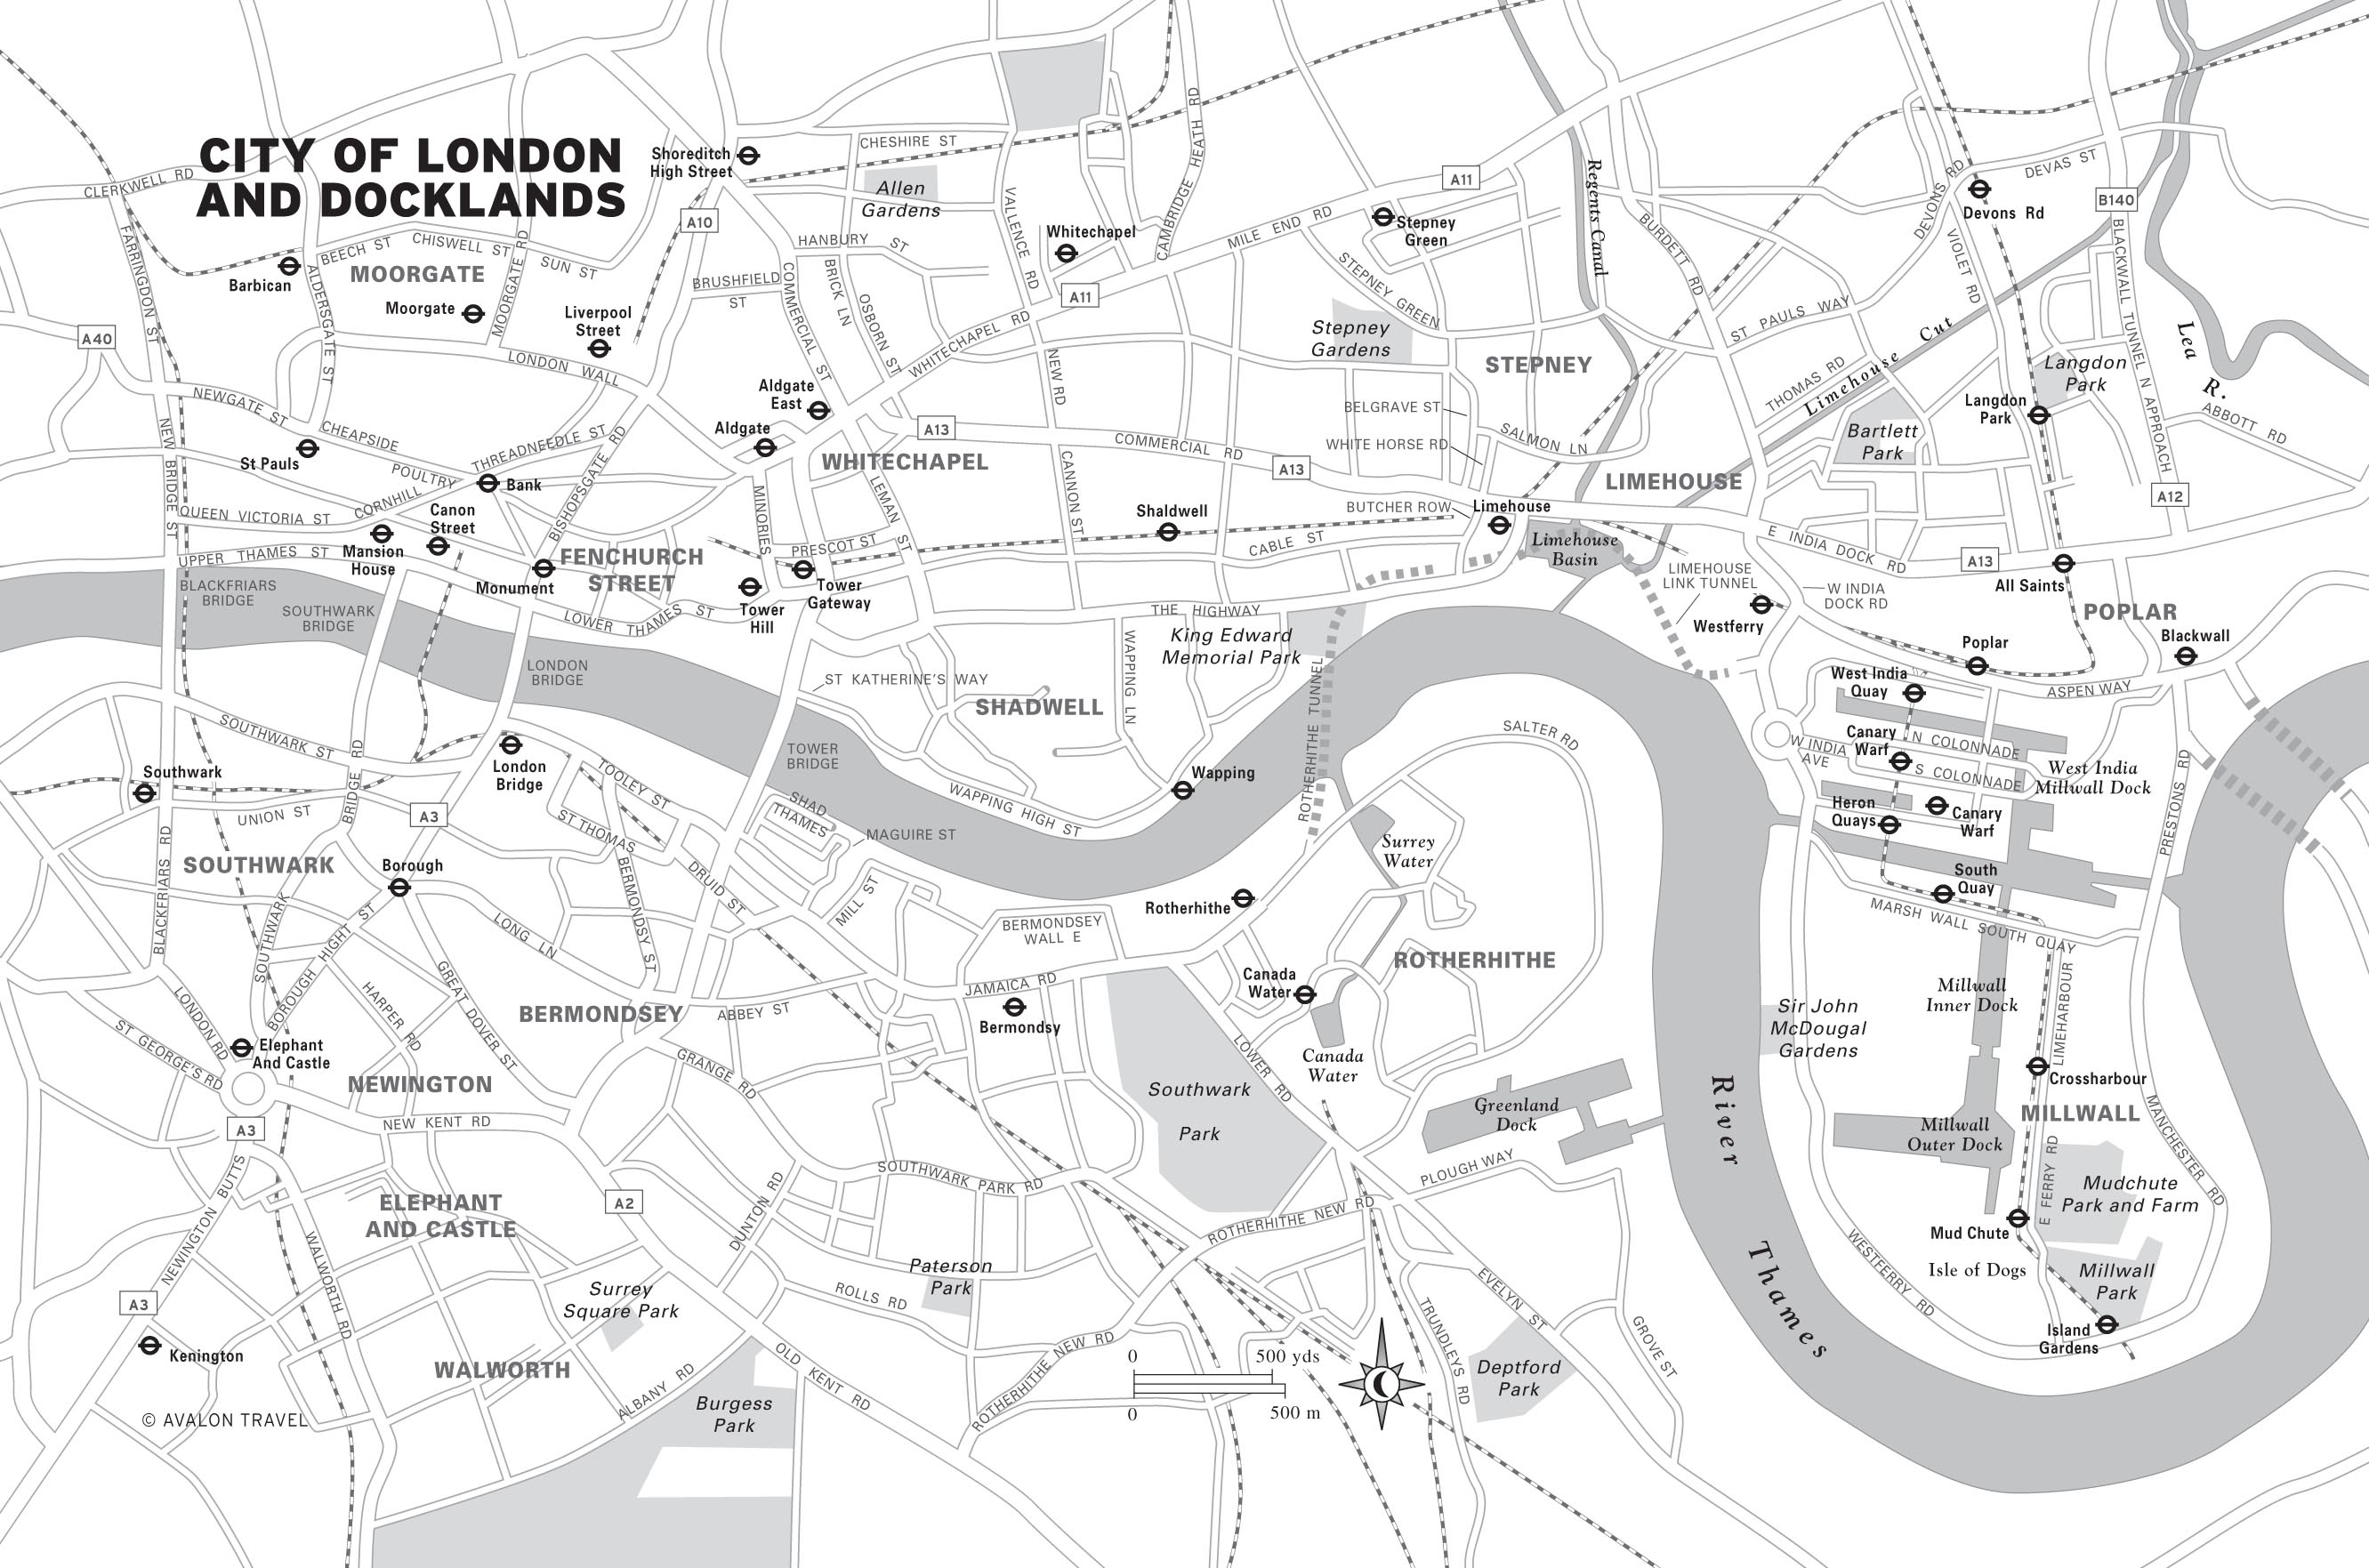 CITY OF LONDON
AND DOCKLANDS
CLERKWELL RD
Shoreditch
High Street
A10
CHESHIRE ST
Allen
Gardens
VALLENCE RD
CAMBRIDGE HEATH RD
Whitechapel
A11
MILE END RD
A11
Stepney
Green
STEPNEY GREEN
Regents Canal
BURDETT RD
DEVONS RD
DEVAS ST
Devons Rd
B140
BLACKWALL TUNNEL N APPROACH
VIOLET RD
FARRINGDON ST
Barbican
BEECH ST
CHISWELL ST
MOORGATE
Moorgate
MOORGATE RD
SUN ST
ALDERSGATE ST
Liverpool
Street
LONDON WALL
BRUSHFIELD
ST
HANBURY ST
COMMERCIAL ST
BRICK LN
OSBORN ST
WHITECHAPEL RD
NEW RD
Stepney
Gardens
STEPNEY
ST PAULS WAY
THOMAS RD
Limehouse Cut
Langdon
Park
Langdon
Park
Lea R.
ABBOTT RD
Bartlett
Park
A40
NEWGATE ST
CHEAPSIDE
St Pauls
NEW BRIDGE ST
POULTRY
THREADNEEDLE ST
Bank
CORNHILL
BISHOPSGATE RD
Aldgate
East
Aldgate
A13
WHITECHAPEL
COMMERCIAL RD
A13
BELGRAVE ST
WHITE HORSE RD
SALMON LN
LIMEHOUSE
A12
QUEEN VICTORIA ST
Canon
Street
Mansion
House
UPPER THAMES ST
Monument
FENCHURCH
STREET
MINORIES
LEMAN ST
PRESCOT ST
CANNON ST
Shaldwell
CABLE ST
BUTCHER ROW
Limehouse
Limehouse
Basin
E INDIA DOCK RD
A13
All Saints
BLACKFRIARS
BRIDGE
SOUTHWARK
BRIDGE
LOWER THAMES ST
Tower
Hill
Tower
Gateway
THE HIGHWAY
King Edward
Memorial Park
LIMEHOUSE
LINK TUNNEL
Westferry
W INDIA
DOCK RD
POPLAR
Poplar
Blackwall
LONDON
BRIDGE
ST KATHERINE'S WAY
SHADWELL
WAPPING LN
ROTHERHITHE TUNNEL
West India
Quay
ASPEN WAY
SOUTHWARK ST
TOWER
BRIDGE
SALTER RD
W INDIA
AVE
Canary
Warf
N COLONNADE
S COLONNADE
West India
Millwall Dock
Southwark
UNION ST
BRIDGE RD
A3
London
Bridge
TOOLEY ST
ST THOMAS
SHAD
THAMES
MAGUIRE ST
WAPPING HIGH ST
Wapping
Heron
Quays
Canary
Warf
PRESTONS RD
SOUTHWARK
Borough
BLACKFRIARS RD
SOUTHWARK
BOROUGH HIGHT ST
LONG LN
BERMONDSY ST
DRUID ST
MILL ST
BERMONDSEY
WALL E
Rotherhithe
Surrey
Water
South
Quay
MARSH WALL SOUTH QUAY
ROTHERHITHE
LONDON RD
HARPER RD
GREAT DOVER ST
BERMONDSEY
ABBEY ST
JAMAICA RD
Bermondsy
Canada
Water
Millwall
Inner Dock
Sir John
McDougal
Gardens
LIMEHARBOUR
ST GEORGE'S RD
Elephant
And Castle
NEWINGTON
GRANGE RD
LOWER RD
Canada
Water
Crossharbour
Southwark
Park
Greenland
Dock
River Thames
MILLWALL
A3
NEW KENT RD
Millwall
Outer Dock
MANCHESTER RD
PLOUGH WAY
SOUTHWARK PARK RD
ELEPHANT
AND CASTLE
A2
DUNTON RD
ROTHERHITHE NEW RD
E FERRY RD
Mudchute
Park and Farm
Mud Chute
NEWINGTON BUTTS
WALWORTH RD
Paterson
Park
Isle of Dogs
Millwall
Park
WESTFERRY RD
A3
Kenington
Surrey
Square Park
ROLLS RD
EVELYN ST
TRUNDLEYS RD
GROVE ST
Island
Gardens
WALWORTH
ALBANY RD
OLD KENT RD
ROTHERHITHE NEW RD
0 500 yds
0 500 m
Deptford
Park
© AVALON TRAVEL
Burgess
Park